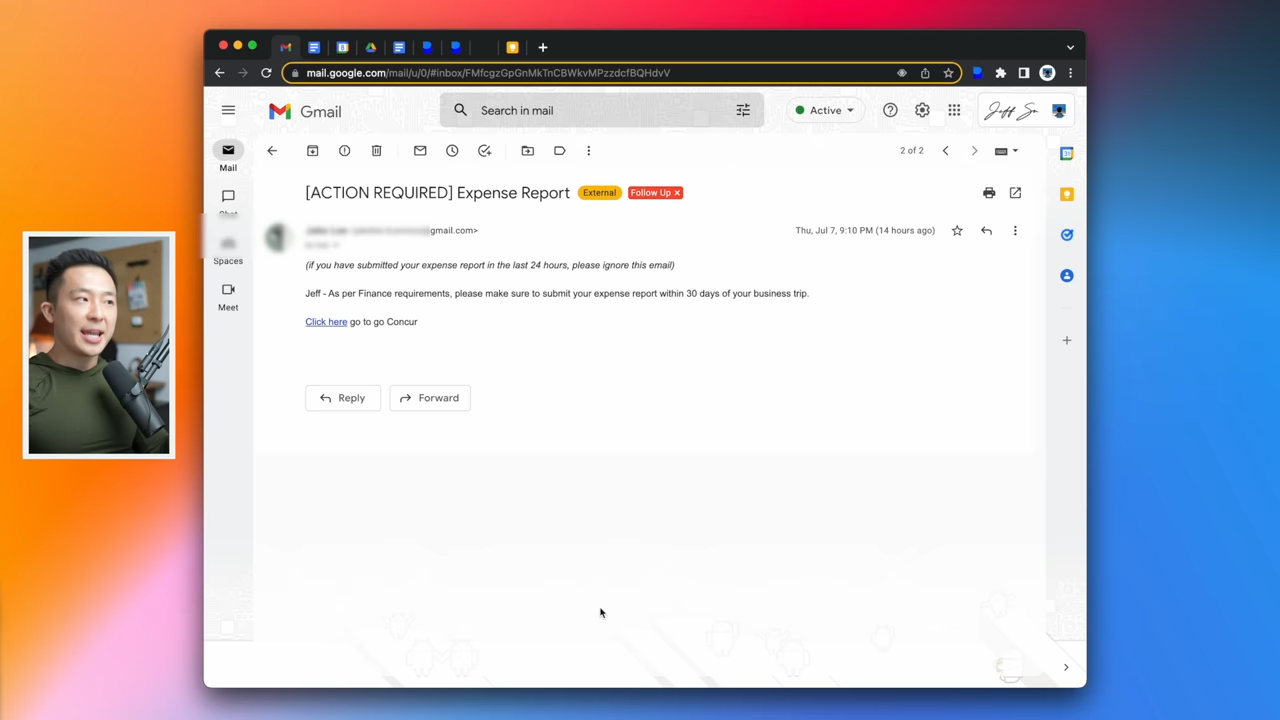 mail.google.com/mail/u/0/#inbox/FMfcgzGpGnMkTnCBWkvMPzzdcfBQHdvV
Gmail
Search in mail
Active
Jeff Su
Mail
2 of 2
[ACTION REQUIRED] Expense Report
External
Follow Up ×
gmail.com>
Thu, Jul 7, 9:10 PM (14 hours ago)
Spaces
(if you have submitted your expense report in the last 24 hours, please ignore this email)
Jeff - As per Finance requirements, please make sure to submit your expense report within 30 days of your business trip.
Meet
Click here go to go Concur
Reply
Forward